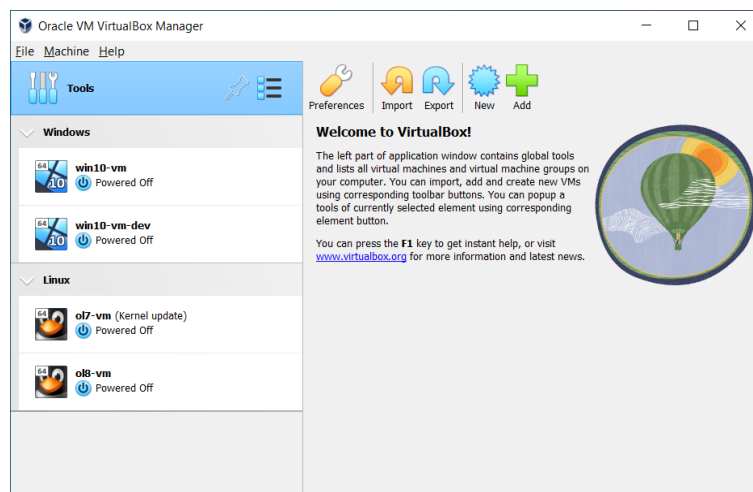 Oracle VM VirtualBox Manager
File Machine Help
Tools
Preferences Import Export New Add
Windows
64 win10-vm
10 Powered Off
64 win10-vm-dev
10 Powered Off
Linux
64 ol7-vm (Kernel update)
Powered Off
64 ol8-vm
Powered Off
Welcome to VirtualBox!
The left part of application window contains global tools
and lists all virtual machines and virtual machine groups on
your computer. You can import, add and create new VMs
using corresponding toolbar buttons. You can popup a
tools of currently selected element using corresponding
element button.
You can press the F1 key to get instant help, or visit
www.virtualbox.org for more information and latest news.